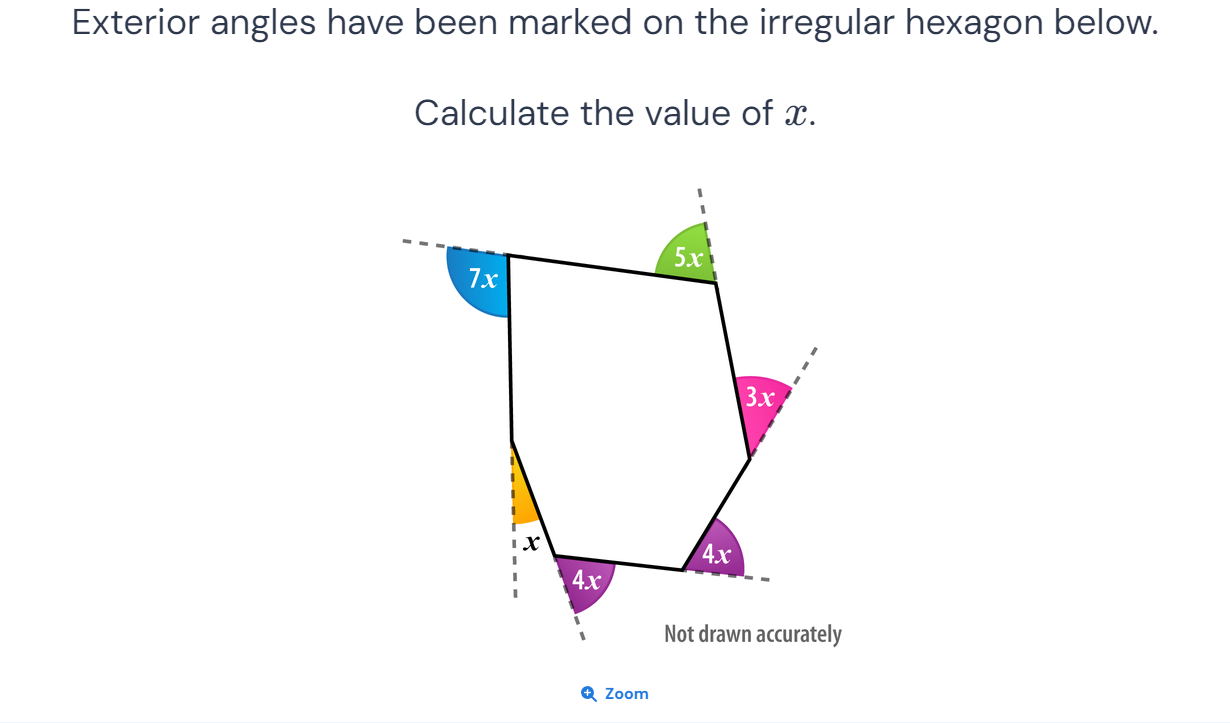 Exterior angles have been marked on the irregular hexagon below.
Calculate the value of x.
5x
7x
3x
x
4x
4x
Not drawn accurately
Zoom